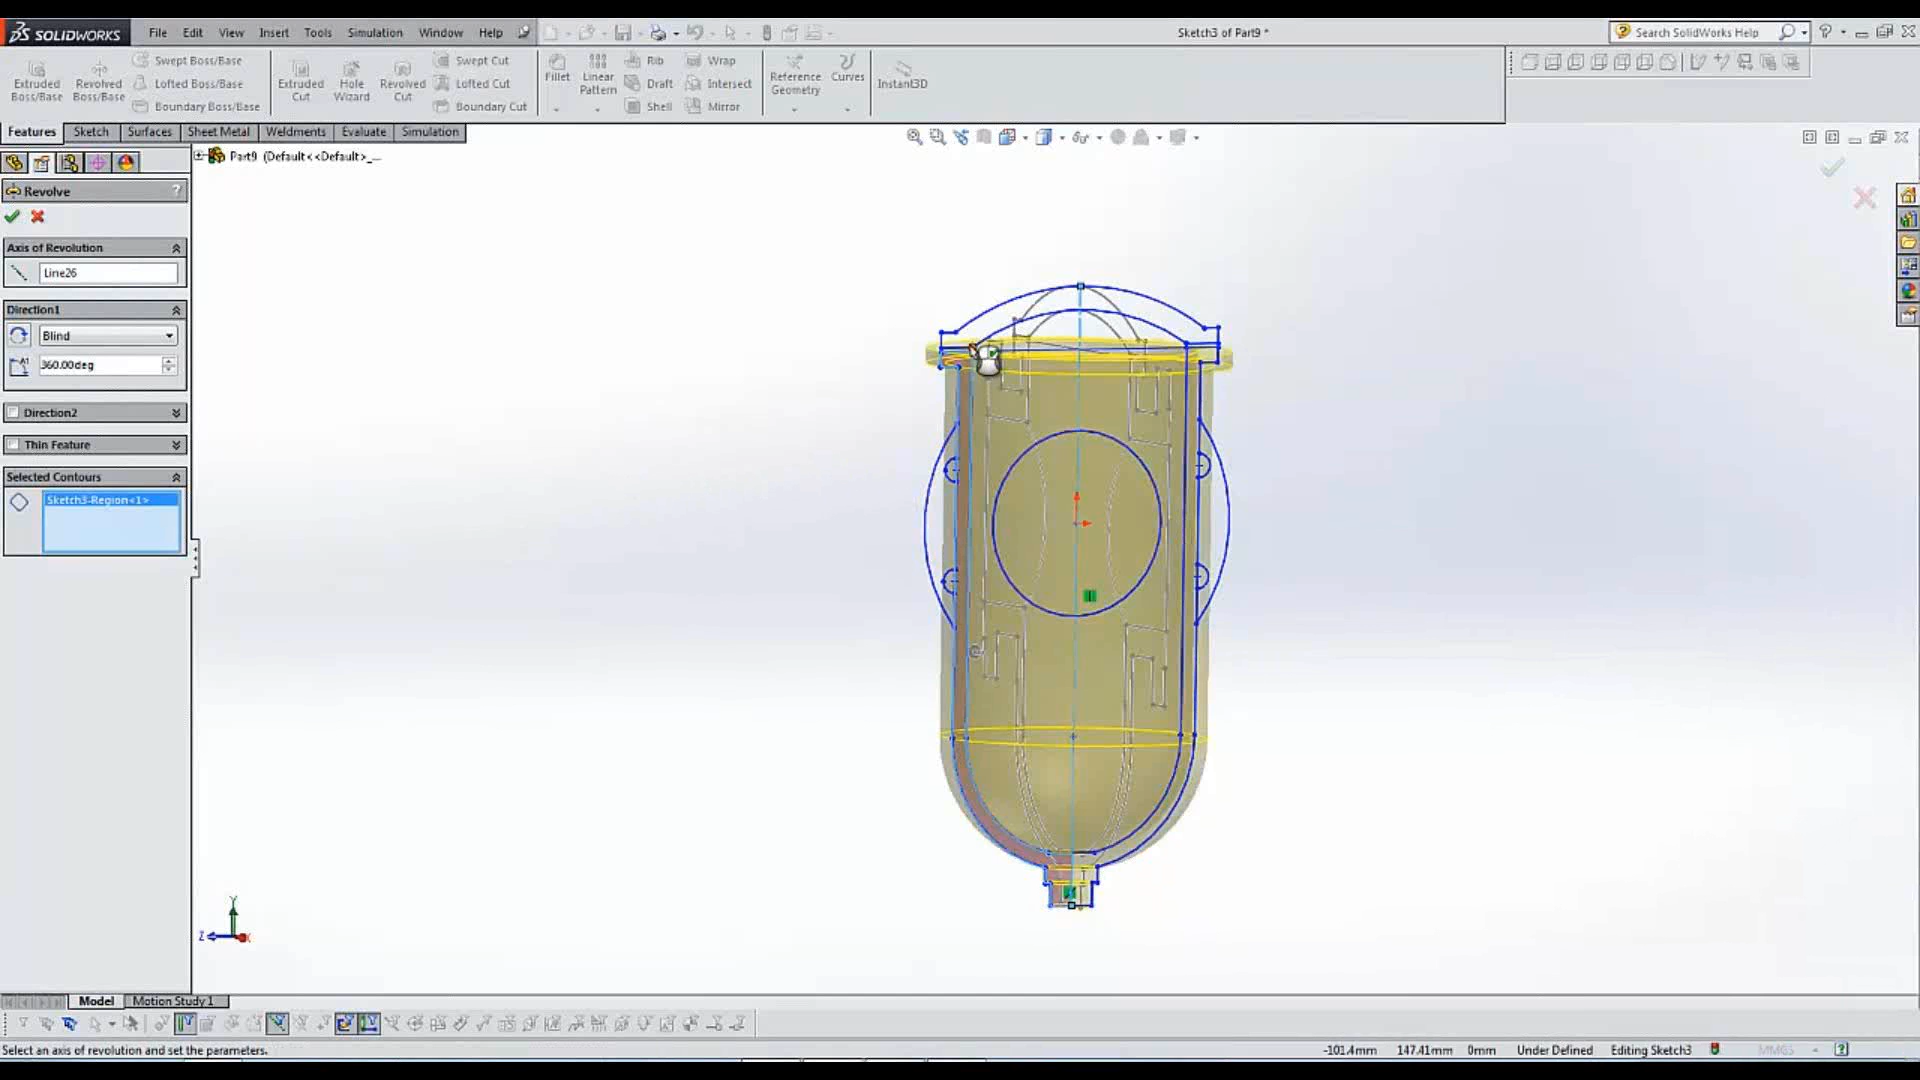 SOLIDWORKS File Edit View Insert Tools Simulation Window Help Sketch3 of Part9 * Search SolidWorks Help
Extruded Boss/Base
Revolved Boss/Base
Swept Boss/Base
Lofted Boss/Base
Boundary Boss/Base
Extruded Cut
Hole Wizard
Revolved Cut
Swept Cut
Lofted Cut
Boundary Cut
Fillet
Linear Pattern
Rib
Draft
Shell
Wrap
Intersect
Mirror
Reference Geometry
Curves
Instant3D
Features Sketch Surfaces Sheet Metal Weldments Evaluate Simulation
Part9 (Default<<Default>_...
Revolve ?
Axis of Revolution
Line26
Direction1
Blind
360.00deg
Direction2
Thin Feature
Selected Contours
Sketch3-Region<1>
Y
Z
X
Model Motion Study 1
Select an axis of revolution and set the parameters. -101.4mm 147.41mm 0mm Under Defined Editing Sketch3 MMGS